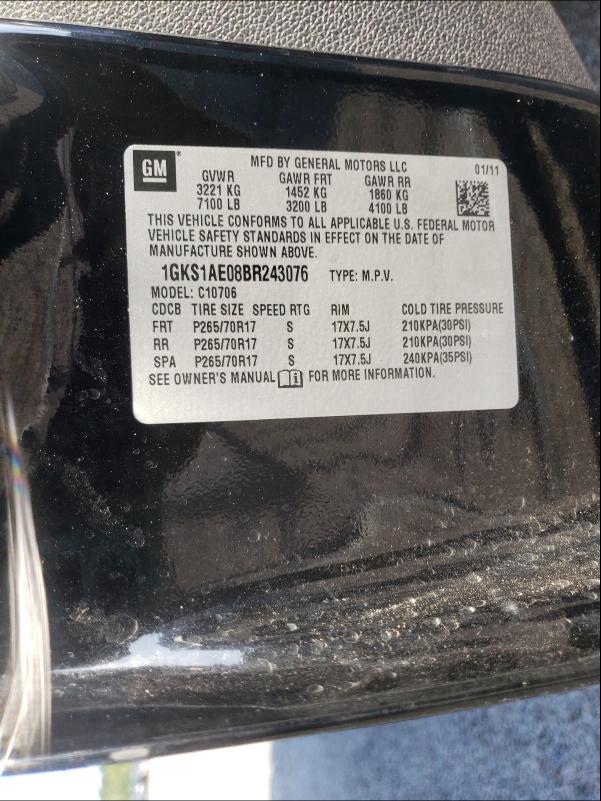 GM
MFD BY GENERAL MOTORS LLC 01/11
GVWR GAWR FRT GAWR RR
3221 KG 1452 KG 1860 KG
7100 LB 3200 LB 4100 LB
THIS VEHICLE CONFORMS TO ALL APPLICABLE U.S. FEDERAL MOTOR
VEHICLE SAFETY STANDARDS IN EFFECT ON THE DATE OF
MANUFACTURE SHOWN ABOVE.
1GKS1AE08BR243076 TYPE: M.P.V.
MODEL: C10706
CDCB TIRE SIZE SPEED RTG RIM COLD TIRE PRESSURE
FRT P265/70R17 S 17X7.5J 210KPA(30PSI)
RR P265/70R17 S 17X7.5J 210KPA(30PSI)
SPA P265/70R17 S 17X7.5J 240KPA(35PSI)
SEE OWNER'S MANUAL FOR MORE INFORMATION.